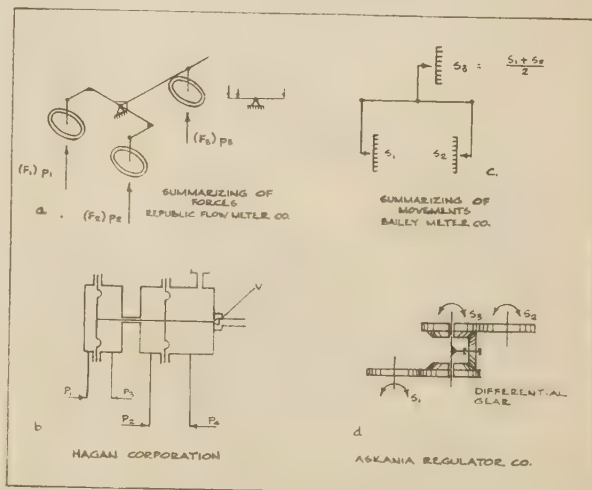 (F₁) P₁
(F₂) P₂
(F₃) P₃
SUMMARIZING OF
FORCES
REPUBLIC FLOW METER CO.
a.
S₃ = S₁ + S₂ / 2
S₁
S₂
C.
SUMMARIZING OF
MOVEMENTS
BAILEY METER CO.
V
P₁
P₃
P₂
P₄
b
HAGAN CORPORATION
S₃
S₂
S₁
DIFFERENTIAL
GEAR
d
ASKANIA REGULATOR CO.